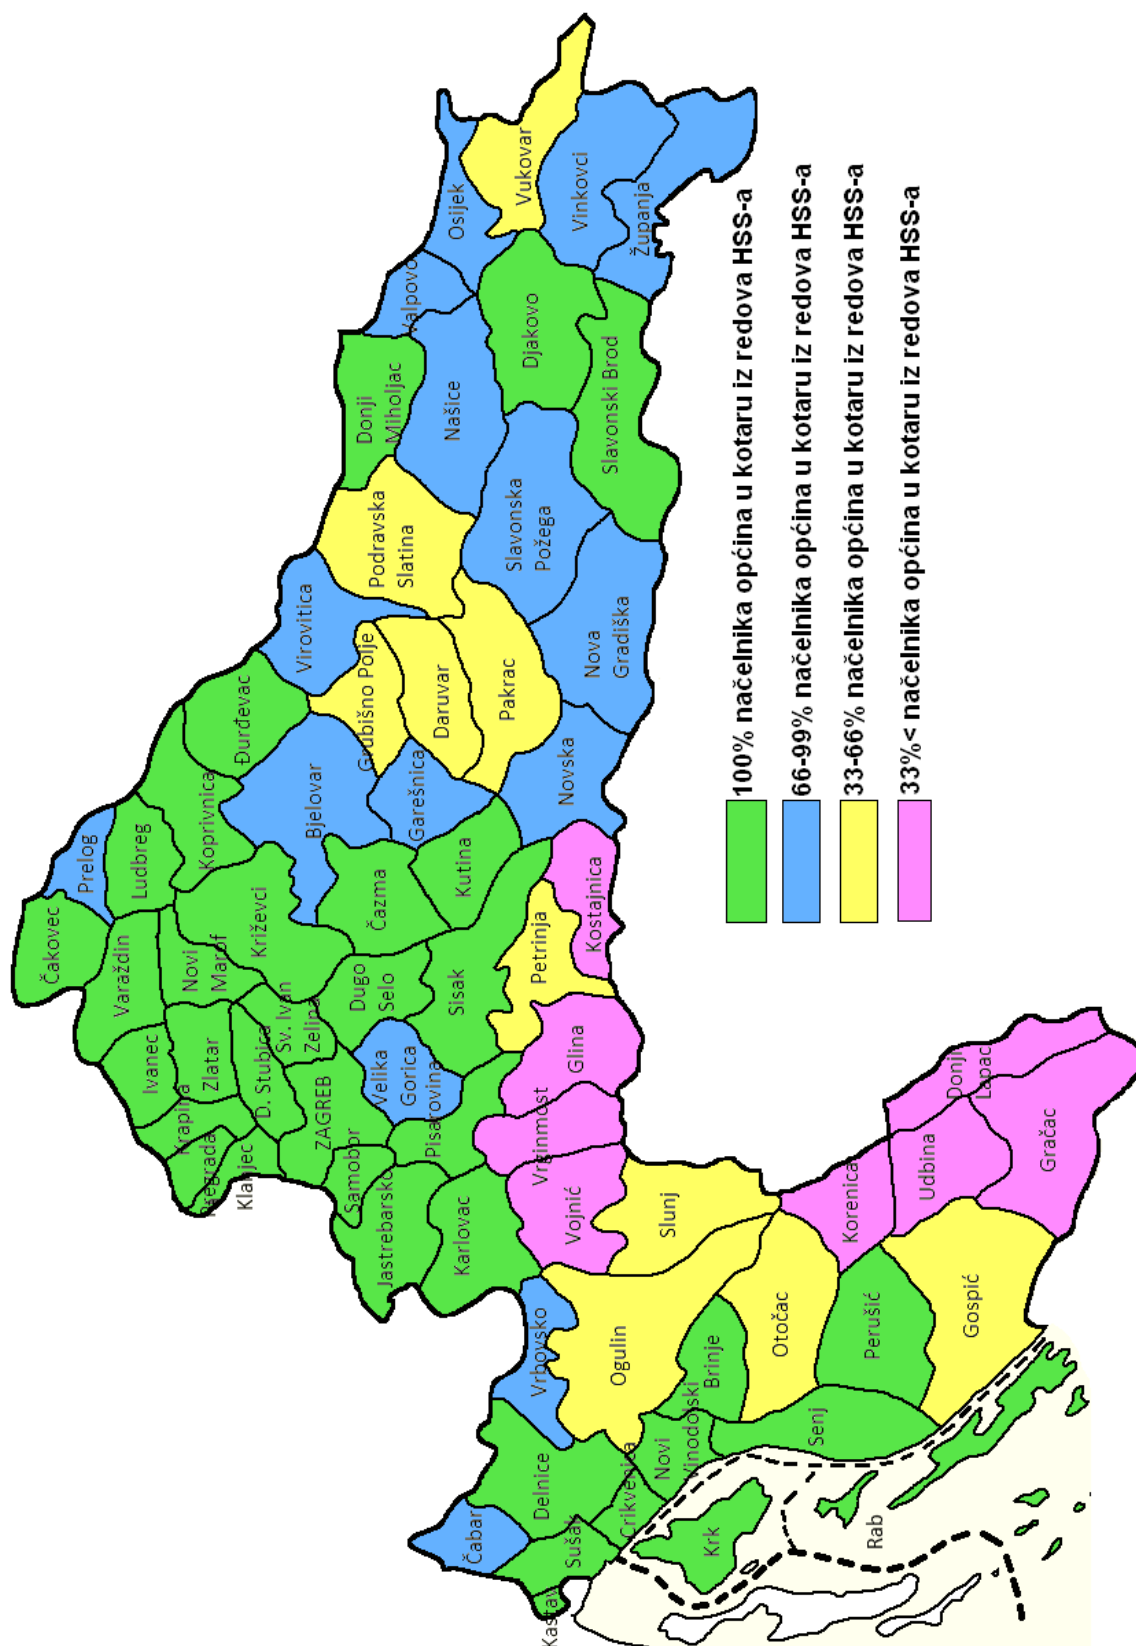 Čakovec
Prelog
Varaždin
Ludbreg
Ivanec
Novi
Marof
Koprivnica
Đurđevac
Krapina
Zlatar
Križevci
Pregrada
Klanjec
D. Stubica
Sv. Ivan
Zelina
Bjelovar
Virovitica
ZAGREB
Dugo
Selo
Čazma
Grubišno Polje
Podravska
Slatina
Donji
Miholjac
Valpovo
Osijek
Samobor
Velika
Gorica
Sisak
Kutina
Garešnica
Daruvar
Našice
Vukovar
Jastrebarsko
Pisarovina
Pakrac
Slavonska
Požega
Djakovo
Vinkovci
Karlovac
Vrginmost
Glina
Petrinja
Kostajnica
Novska
Nova
Gradiška
Slavonski Brod
Županja
Vojnić
Vrbovsko
Slunj
Ogulin
Čabar
Delnice
Sušak
Kastav
Crikvenica
Novi
Vinodolski
Brinje
Otočac
Korenica
Udbina
Donji
Lapac
Gračac
Perušić
Gospić
Senj
Krk
Rab
100% načelnika općina u kotaru iz redova HSS-a
66-99% načelnika općina u kotaru iz redova HSS-a
33-66% načelnika općina u kotaru iz redova HSS-a
33%< načelnika općina u kotaru iz redova HSS-a